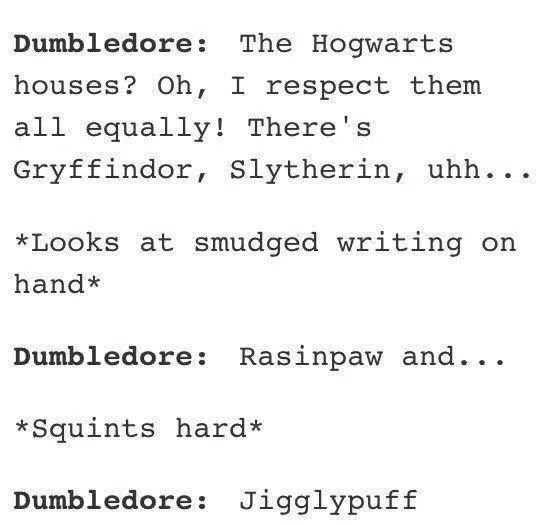 Dumbledore: The Hogwarts
houses? Oh, I respect them
all equally! There's
Gryffindor, Slytherin, uhh...
*Looks at smudged writing on
hand*
Dumbledore: Rasinpaw and...
*Squints hard*
Dumbledore: Jigglypuff